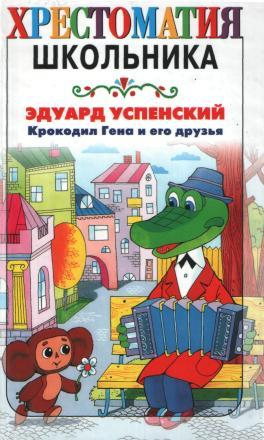 ХРЕСТОМАТИЯ
ШКОЛЬНИКА
ЭДУАРД УСПЕНСКИЙ
Крокодил Гена и его друзья